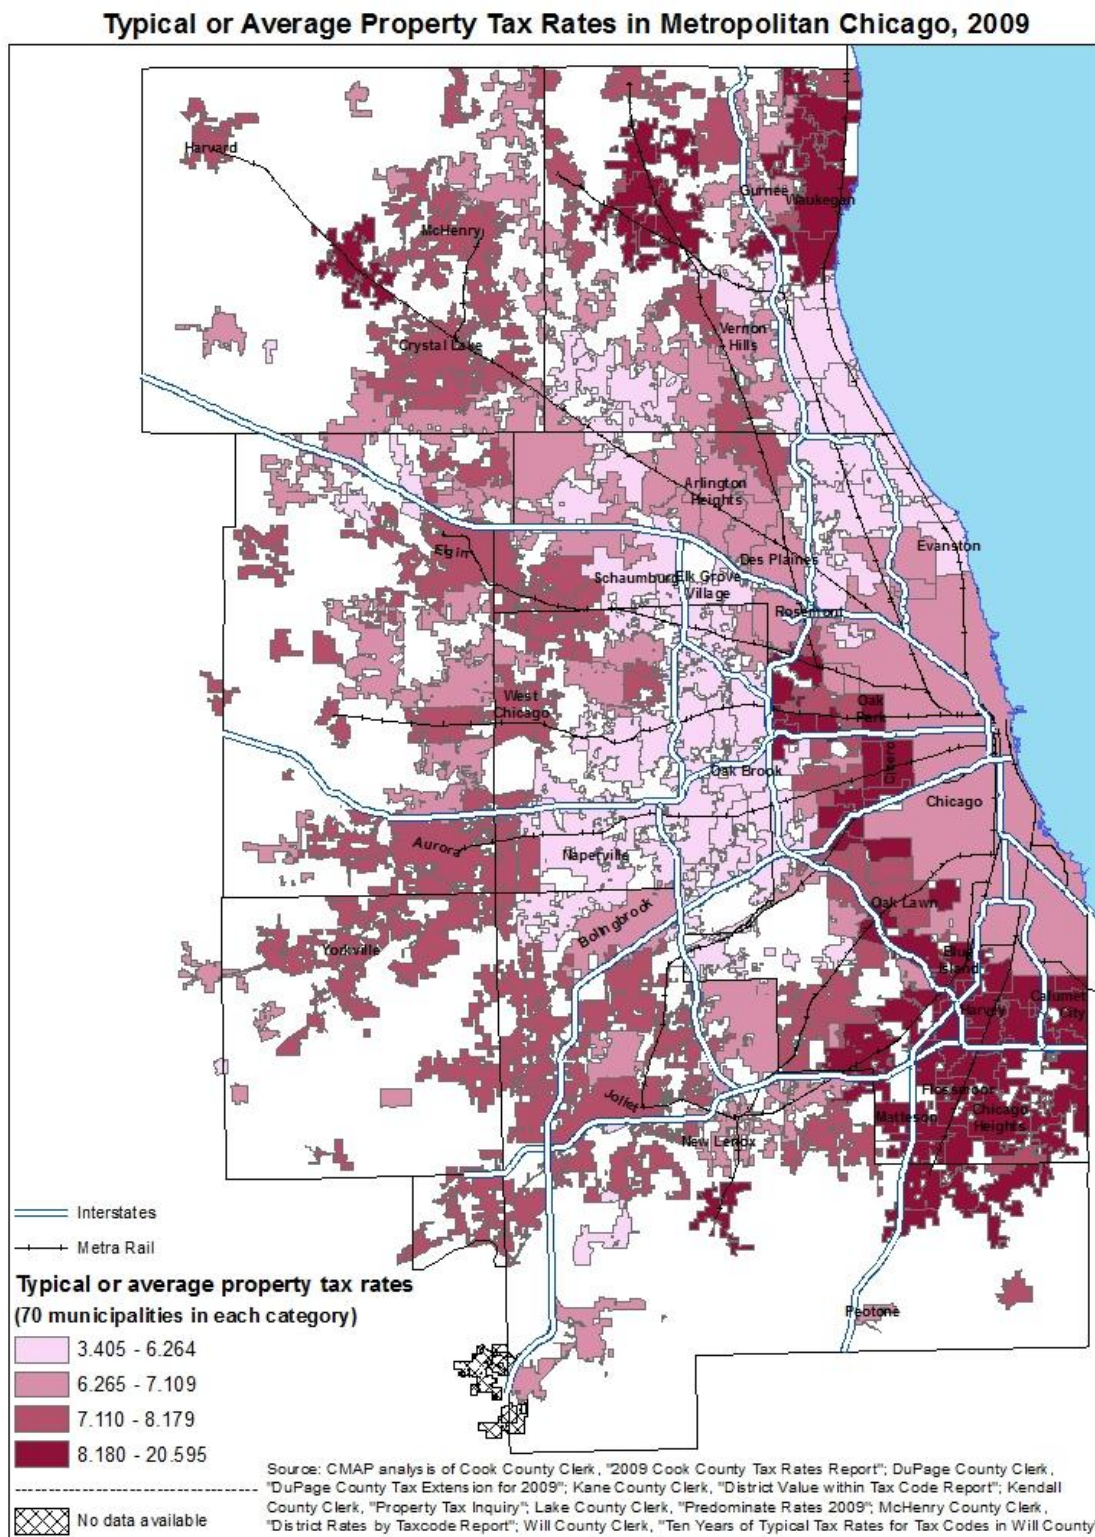 Typical or Average Property Tax Rates in Metropolitan Chicago, 2009
Harvard
Gurnee
Waukegan
McHenry
Vernon
Hills
Crystal Lake
Arlington
Heights
Evanston
Elgin
Des Plaines
Schaumburg
Elk Grove
Village
Rosemont
West
Chicago
Oak
Park
Cicero
Oak Brook
Chicago
Aurora
Naperville
Oak Lawn
Bolingbrook
Yorkville
Blue
Island
Calumet
City
Harvey
Flossmoor
Joliet
Matteson
Chicago
Heights
New Lenox
Peotone
Interstates
Metra Rail
Typical or average property tax rates
(70 municipalities in each category)
3.405 - 6.264
6.265 - 7.109
7.110 - 8.179
8.180 - 20.595
No data available
Source: CMAP analysis of Cook County Clerk, "2009 Cook County Tax Rates Report"; DuPage County Clerk,
"DuPage County Tax Extension for 2009"; Kane County Clerk, "District Value within Tax Code Report"; Kendall
County Clerk, "Property Tax Inquiry"; Lake County Clerk, "Predominate Rates 2009"; McHenry County Clerk,
"District Rates by Taxcode Report"; Will County Clerk, "Ten Years of Typical Tax Rates for Tax Codes in Will County